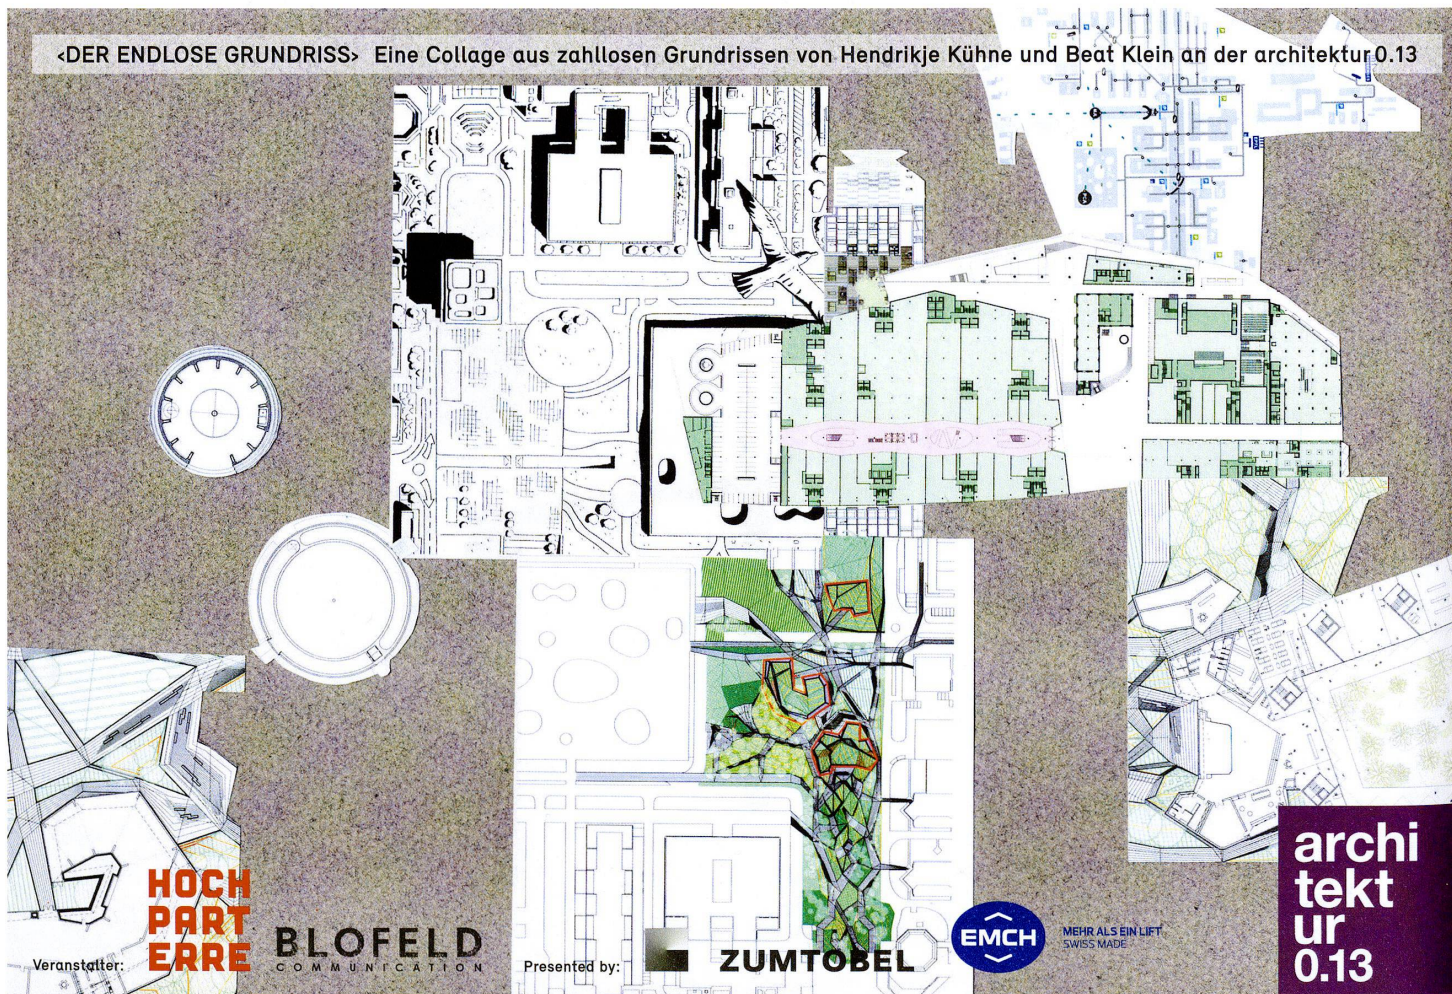 <DER ENDLOSE GRUNDRISS> Eine Collage aus zahllosen Grundrissen von Hendrikje Kühne und Beat Klein an der architektur 0.13
Veranstalter:
HOCH
PART
ERRE
BLOFELD
COMMUNICATION
Presented by:
ZUMTOBEL
EMCH
MEHR ALS EIN LIFT
SWISS MADE
archi
tekt
ur
0.13